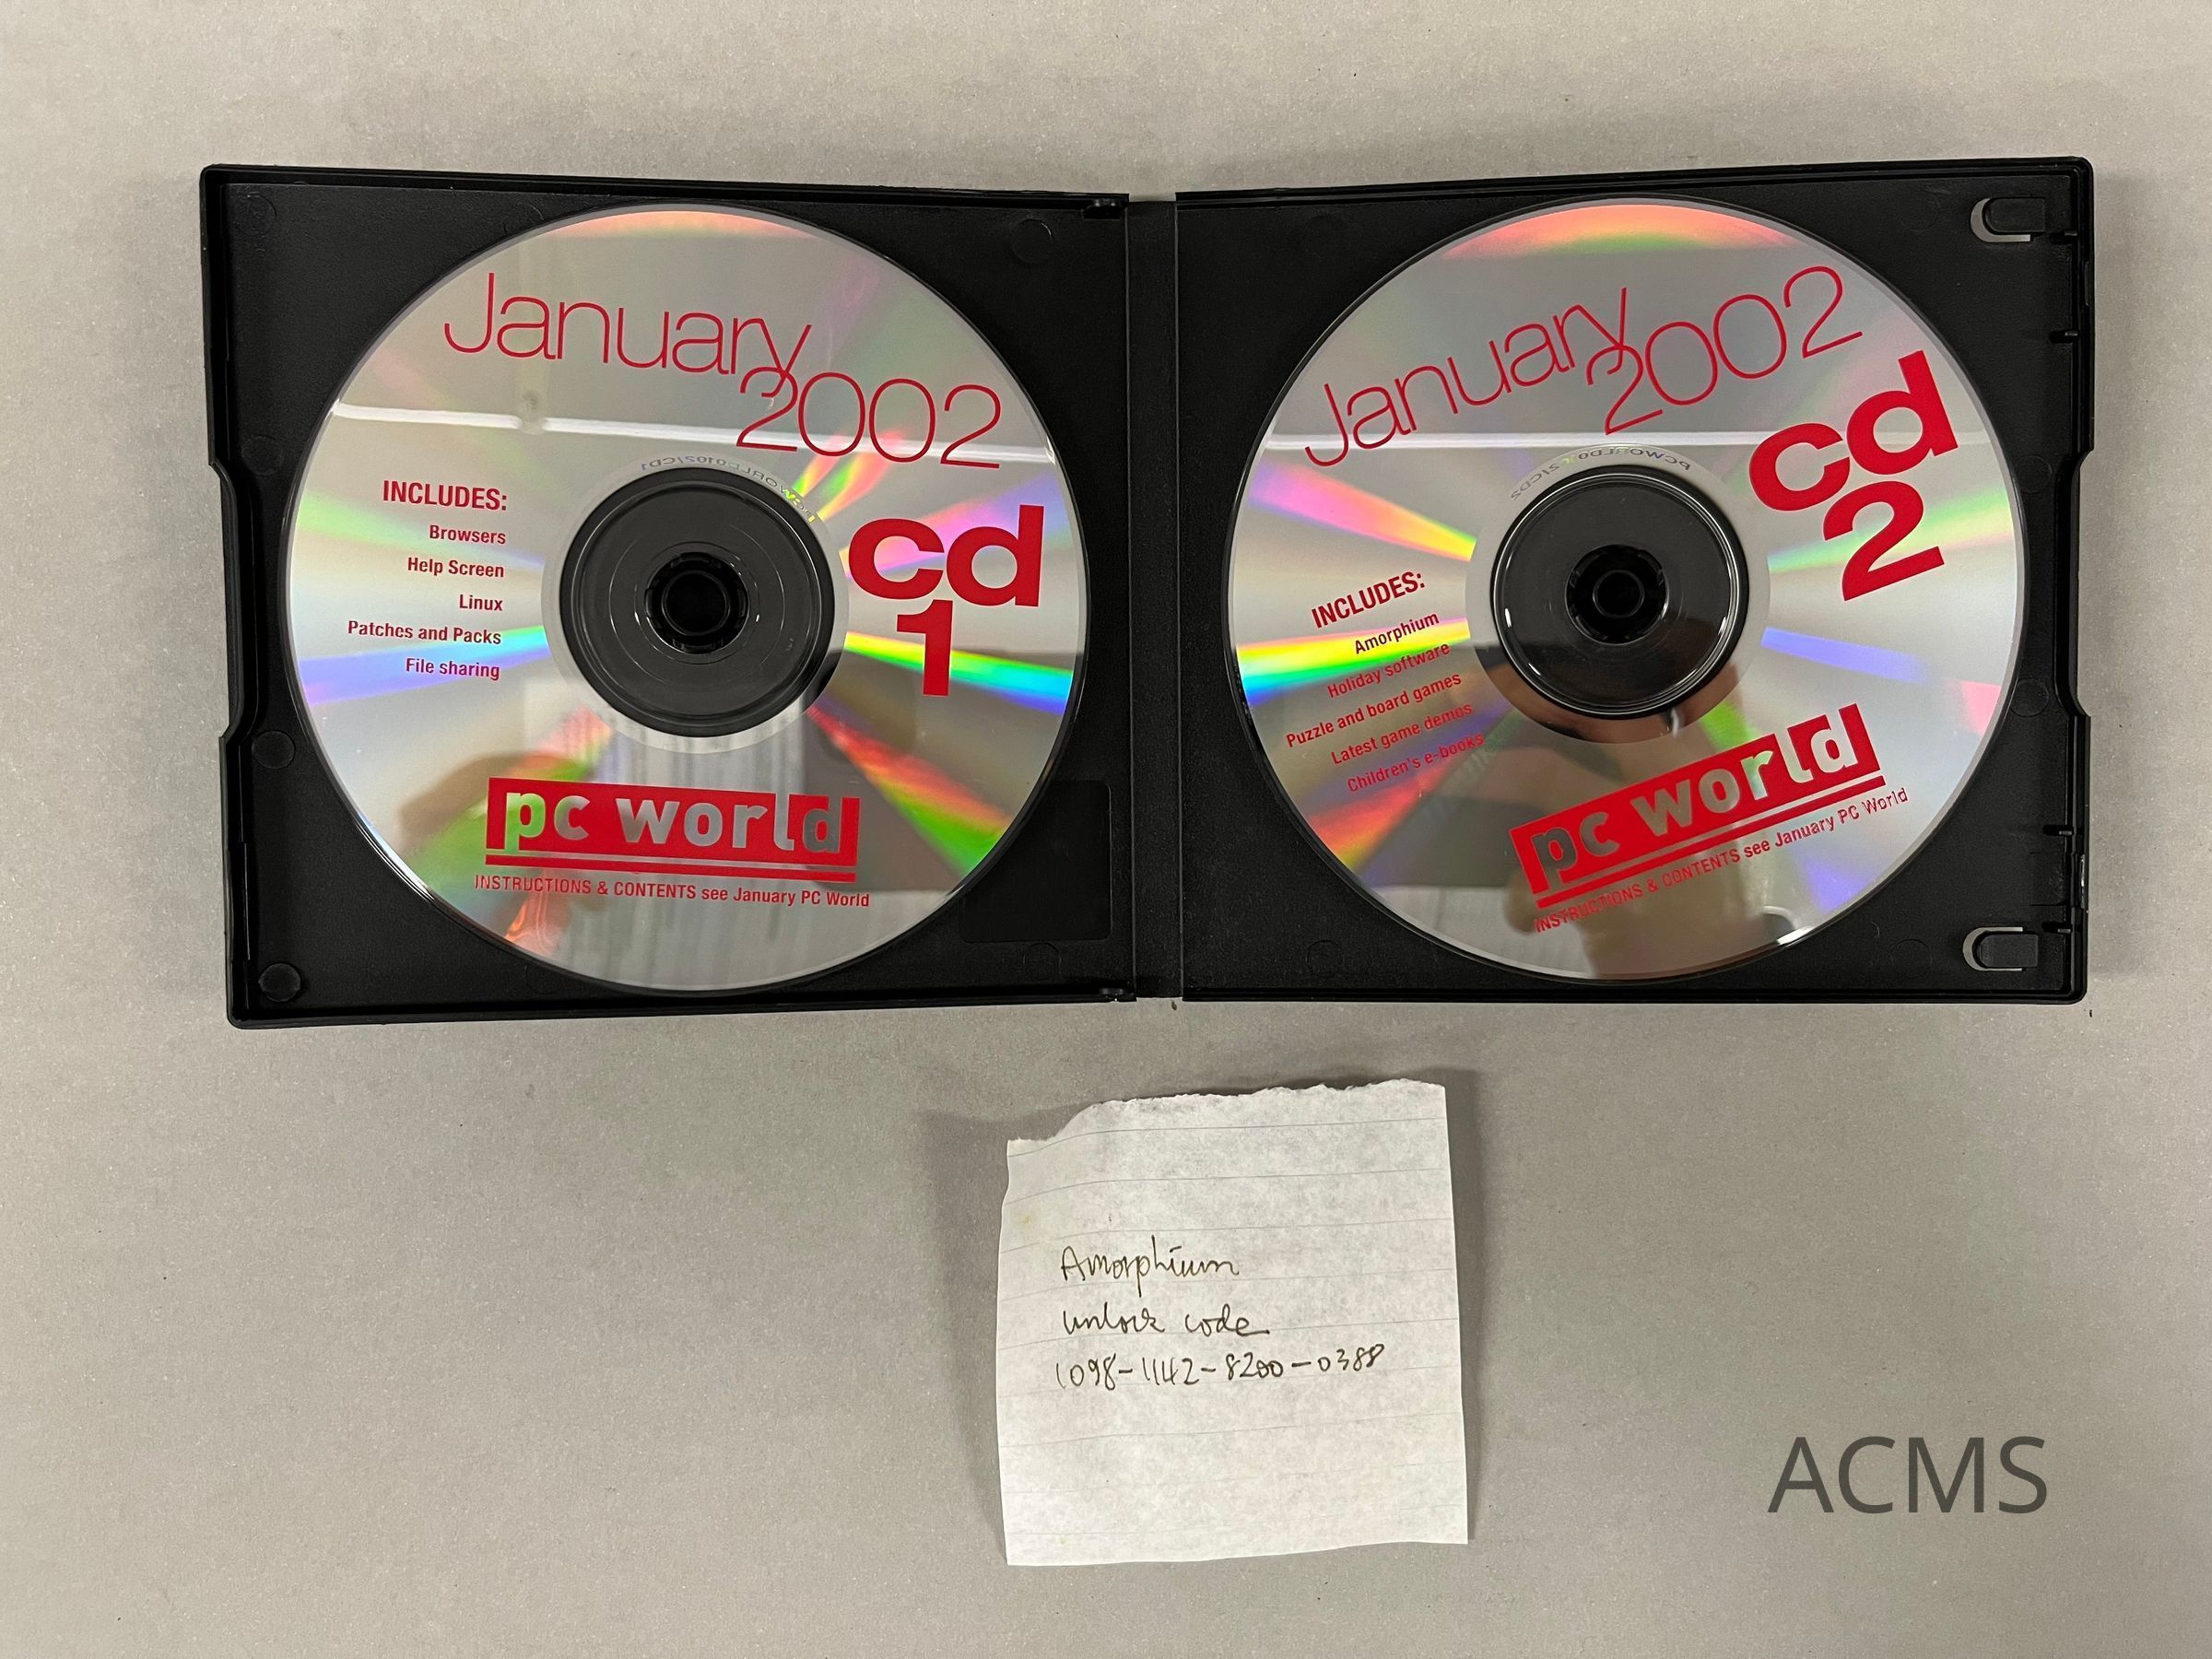 January
2002
cd
1
INCLUDES:
Browsers
Help Screen
Linux
Patches and Packs
File sharing
pc world
INSTRUCTIONS & CONTENTS see January PC World
January
2002
cd
2
INCLUDES:
Amorphium
Holiday software
Puzzle and board games
Latest game demos
Children's e-books
pc world
INSTRUCTIONS & CONTENTS see January PC World
Amorphium
unlock code
1098-1142-8200-0388
ACMS